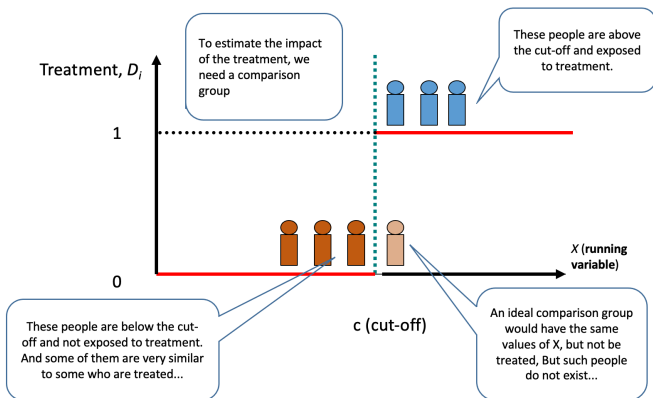 To estimate the impact
of the treatment, we
need a comparison
group
These people are above
the cut-off and exposed
to treatment.
Treatment, Di
1
0
X (running
variable)
c (cut-off)
These people are below the cut-
off and not exposed to treatment.
And some of them are very similar
to some who are treated...
An ideal comparison group
would have the same
values of X, but not be
treated, But such people
do not exist...